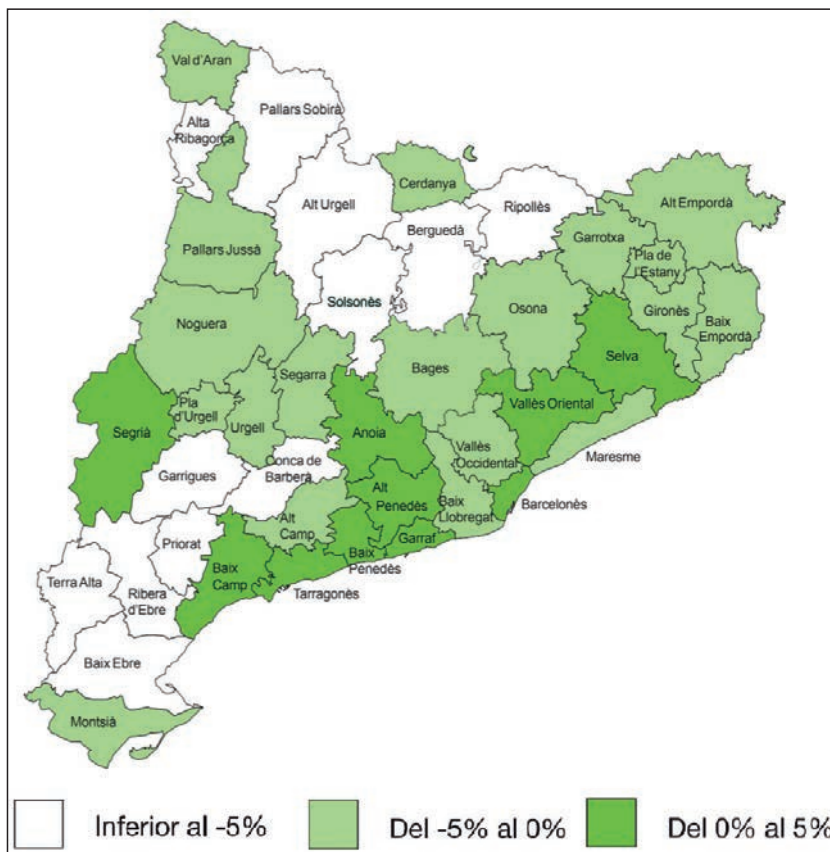 Val d'Aran
Pallars Sobirà
Alta
Ribagorça
Cerdanya
Alt Urgell
Ripollès
Alt Empordà
Berguedà
Garrotxa
Pallars Jussà
Pla de
l'Estany
Solsonès
Osona
Gironès
Baix
Empordà
Noguera
Selva
Bages
Segarra
Vallès Oriental
Pla
d'Urgell
Urgell
Segrià
Anoia
Vallès
Occidental
Maresme
Conca de
Barberà
Garrigues
Alt
Penedès
Baix
Llobregat
Barcelonès
Alt
Camp
Priorat
Garraf
Baix
Penedès
Baix
Camp
Terra Alta
Ribera
d'Ebre
Tarragonès
Baix Ebre
Montsià
Inferior al -5%
Del -5% al 0%
Del 0% al 5%